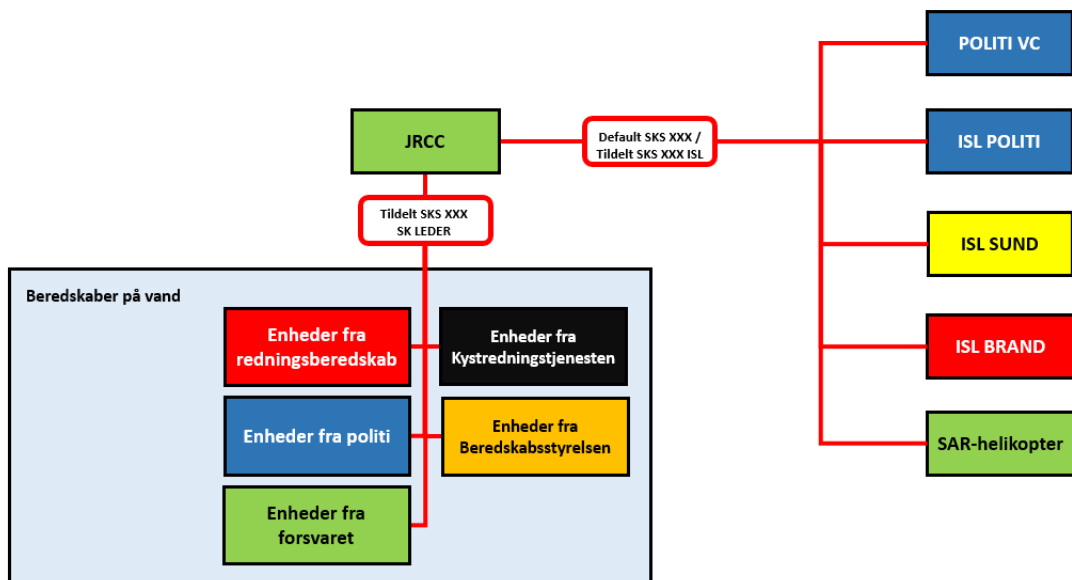 POLITI VC
JRCC
Default SKS XXX /
Tildelt SKS XXX ISL
ISL POLITI
Tildelt SKS XXX
SK LEDER
ISL SUND
Beredskaber på vand
Enheder fra
redningsberedskab
Enheder fra
Kystredningstjenesten
ISL BRAND
Enheder fra politi
Enheder fra
Beredskabsstyrelsen
SAR-helikopter
Enheder fra
forsvaret